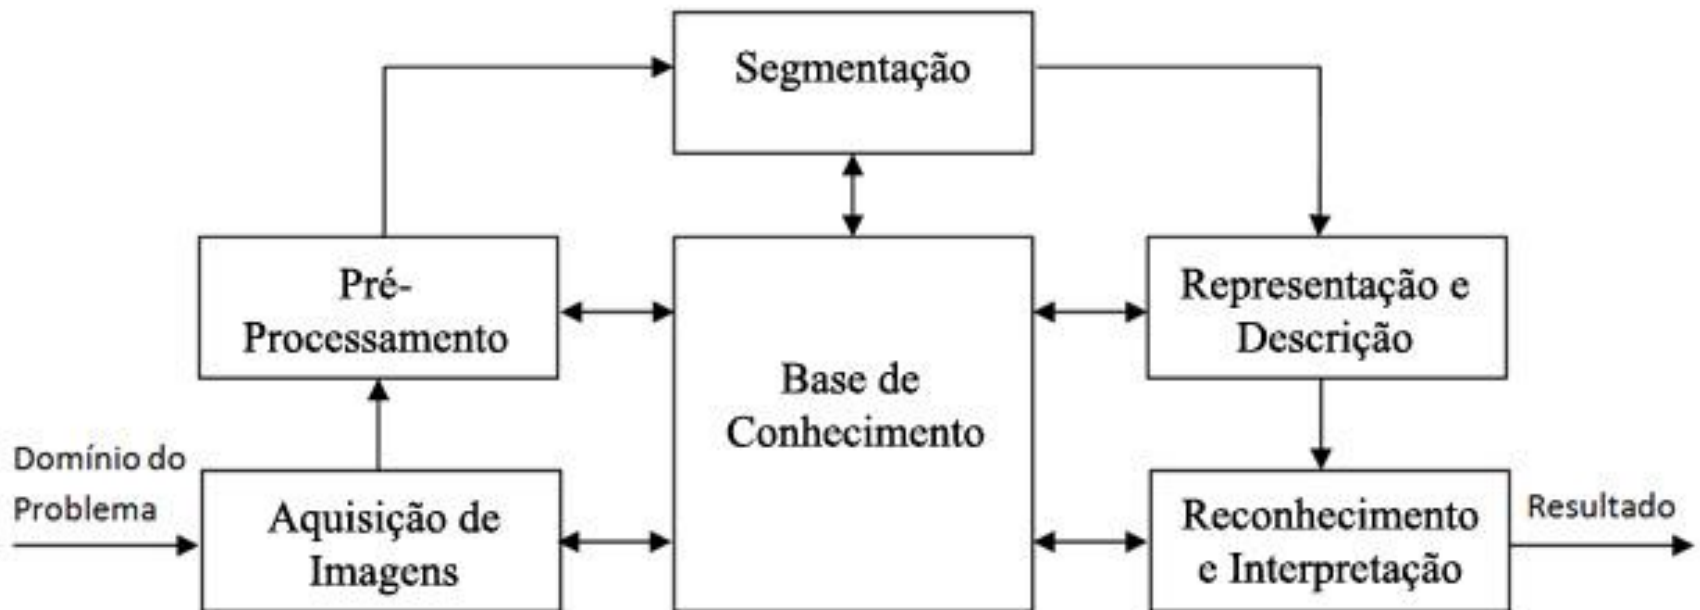 Segmentação
Pré-
Processamento
Representação e
Descrição
Base de
Conhecimento
Domínio do
Problema
Aquisição de
Imagens
Reconhecimento
e Interpretação
Resultado